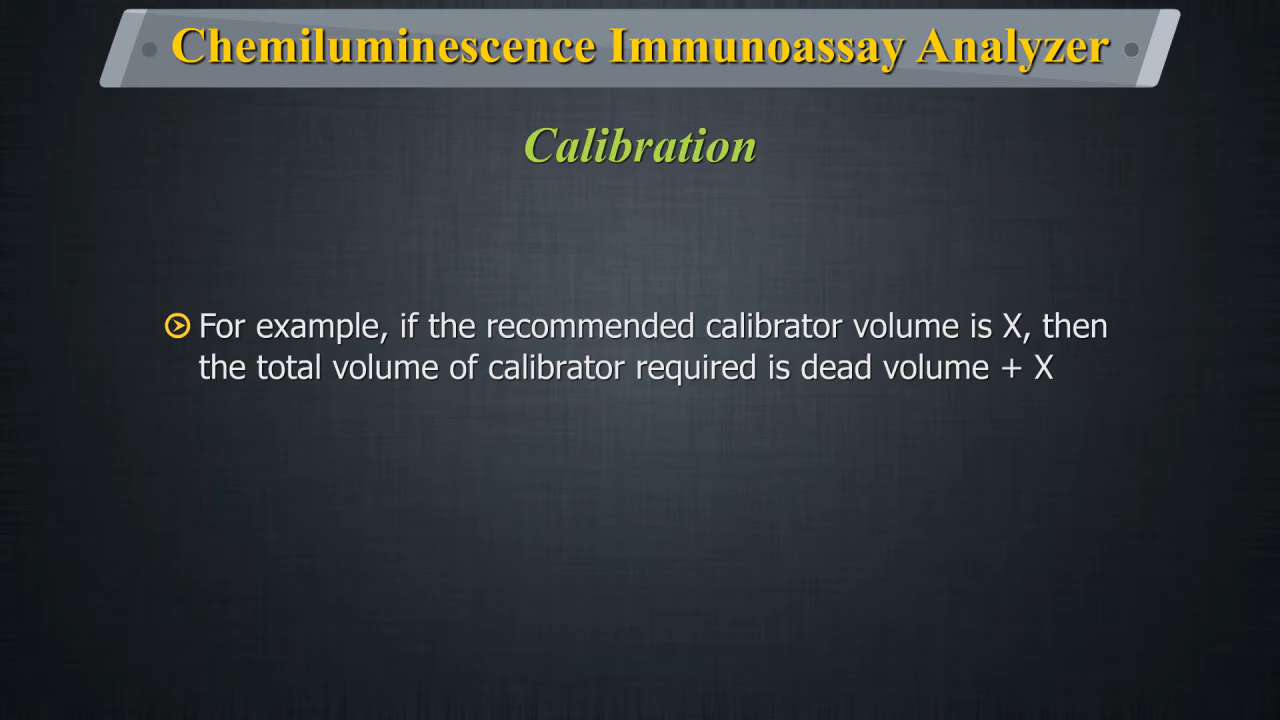 Chemiluminescence Immunoassay Analyzer
Calibration
For example, if the recommended calibrator volume is X, then
the total volume of calibrator required is dead volume + X